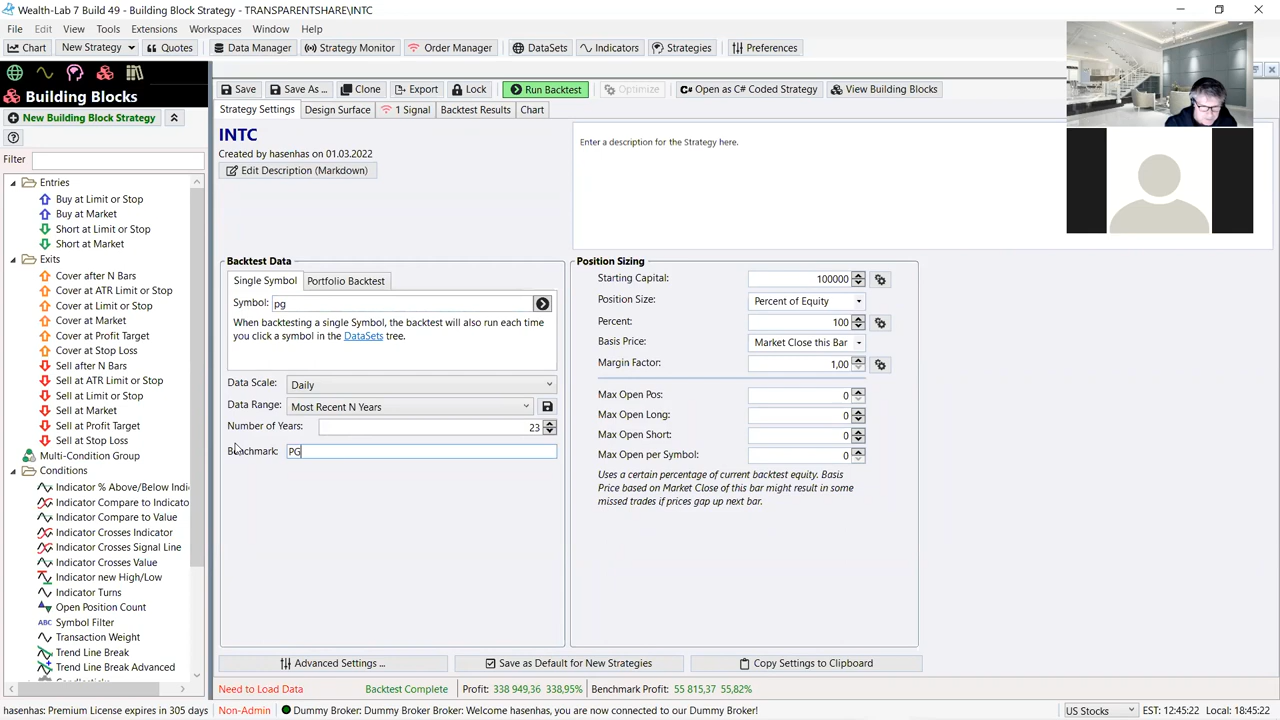 Wealth-Lab 7 Build 49 - Building Block Strategy - TRANSPARENTSHARE\INTC
File Edit View Tools Extensions Workspaces Window Help
Chart New Strategy Quotes Data Manager Strategy Monitor Order Manager DataSets Indicators Strategies Preferences
Building Blocks
New Building Block Strategy
Filter
Entries
Buy at Limit or Stop
Buy at Market
Short at Limit or Stop
Short at Market
Exits
Cover after N Bars
Cover at ATR Limit or Stop
Cover at Limit or Stop
Cover at Market
Cover at Profit Target
Cover at Stop Loss
Sell after N Bars
Sell at ATR Limit or Stop
Sell at Limit or Stop
Sell at Market
Sell at Profit Target
Sell at Stop Loss
Multi-Condition Group
Conditions
Indicator % Above/Below Indi
Indicator Compare to Indicato
Indicator Compare to Value
Indicator Crosses Indicator
Indicator Crosses Signal Line
Indicator Crosses Value
Indicator new High/Low
Indicator Turns
Open Position Count
ABC Symbol Filter
Transaction Weight
Trend Line Break
Trend Line Break Advanced
Save Save As ... Clone Export Lock Run Backtest Optimize Open as C# Coded Strategy View Building Blocks
Strategy Settings Design Surface 1 Signal Backtest Results Chart
INTC
Created by hasenhas on 01.03.2022
Edit Description (Markdown)
Enter a description for the Strategy here.
Backtest Data
Single Symbol Portfolio Backtest
Symbol: pg
When backtesting a single Symbol, the backtest will also run each time
you click a symbol in the DataSets tree.
Data Scale: Daily
Data Range: Most Recent N Years
Number of Years: 23
Benchmark: PG
Position Sizing
Starting Capital: 100000
Position Size: Percent of Equity
Percent: 100
Basis Price: Market Close this Bar
Margin Factor: 1,00
Max Open Pos: 0
Max Open Long: 0
Max Open Short: 0
Max Open per Symbol: 0
Uses a certain percentage of current backtest equity. Basis
Price based on Market Close of this bar might result in some
missed trades if prices gap up next bar.
Advanced Settings ... Save as Default for New Strategies Copy Settings to Clipboard
Need to Load Data Backtest Complete Profit: 338 949,36 338,95% Benchmark Profit: 55 815,37 55,82%
hasenhas: Premium License expires in 305 days Non-Admin Dummy Broker: Dummy Broker Broker: Welcome hasenhas, you are now connected to our Dummy Broker! US Stocks EST: 12:45:22 Local: 18:45:22